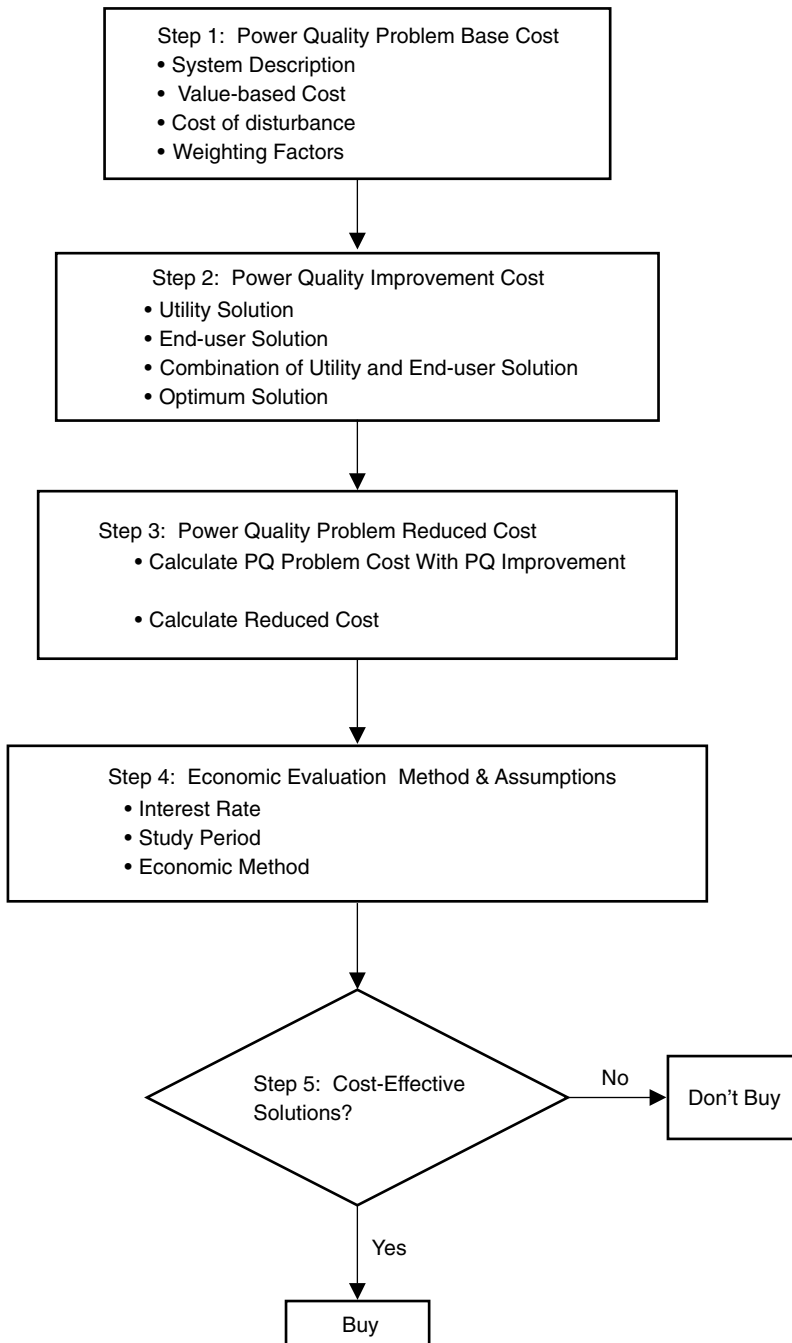 Step 1: Power Quality Problem Base Cost
• System Description
• Value-based Cost
• Cost of disturbance
• Weighting Factors
Step 2: Power Quality Improvement Cost
• Utility Solution
• End-user Solution
• Combination of Utility and End-user Solution
• Optimum Solution
Step 3: Power Quality Problem Reduced Cost
• Calculate PQ Problem Cost With PQ Improvement
• Calculate Reduced Cost
Step 4: Economic Evaluation Method & Assumptions
• Interest Rate
• Study Period
• Economic Method
Step 5: Cost-Effective
Solutions?
No
Don't Buy
Yes
Buy